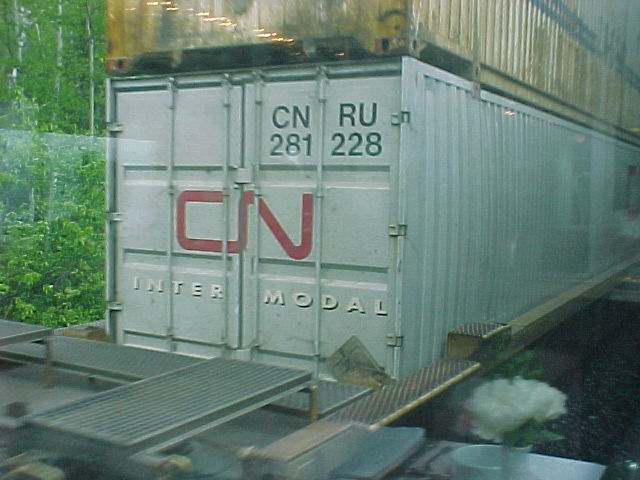 CN RU
281 228
CN
INTER MODAL